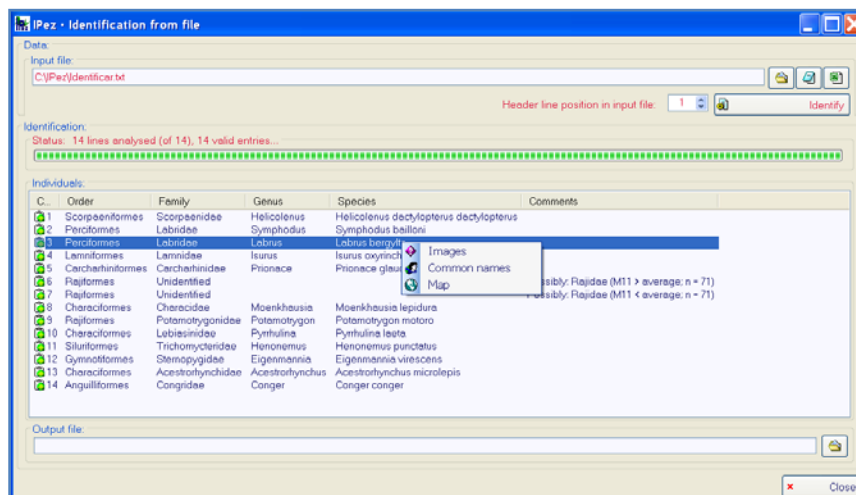 IPez - Identification from file
Data:
Input file:
C:\IPez\Identificar.txt
Header line position in input file: 1 Identify
Identification:
Status: 14 lines analysed (of 14), 14 valid entries...
Individuals:
C... Order Family Genus Species Comments
1 Scorpaeniformes Scorpaenidae Helicolenus Helicolenus dactylopterus dactylopterus
2 Perciformes Labridae Symphodus Symphodus bailloni
3 Perciformes Labridae Labrus Labrus bergylt
4 Lamniformes Lamnidae Isurus Isurus oxyrinch
Images
5 Carcharhiniformes Carcharhinidae Prionace Prionace glauc
Common names
6 Rajiformes Unidentified Possibly: Rajidae (M11 > average; n = 71)
Map
7 Rajiformes Unidentified Possibly: Rajidae (M11 < average; n = 71)
8 Characiformes Characidae Moenkhausia Moenkhausia lepidura
9 Rajiformes Potamotrygonidae Potamotrygon Potamotrygon motoro
10 Characiformes Lebiasinidae Pyrrhulina Pyrrhulina laeta
11 Siluriformes Trichomycteridae Henonemus Henonemus punctatus
12 Gymnotiformes Sternopygidae Eigenmannia Eigenmannia virescens
13 Characiformes Acestrorhynchidae Acestrorhynchus Acestrorhynchus microlepis
14 Anguilliformes Congridae Conger Conger conger
Output file:
Close